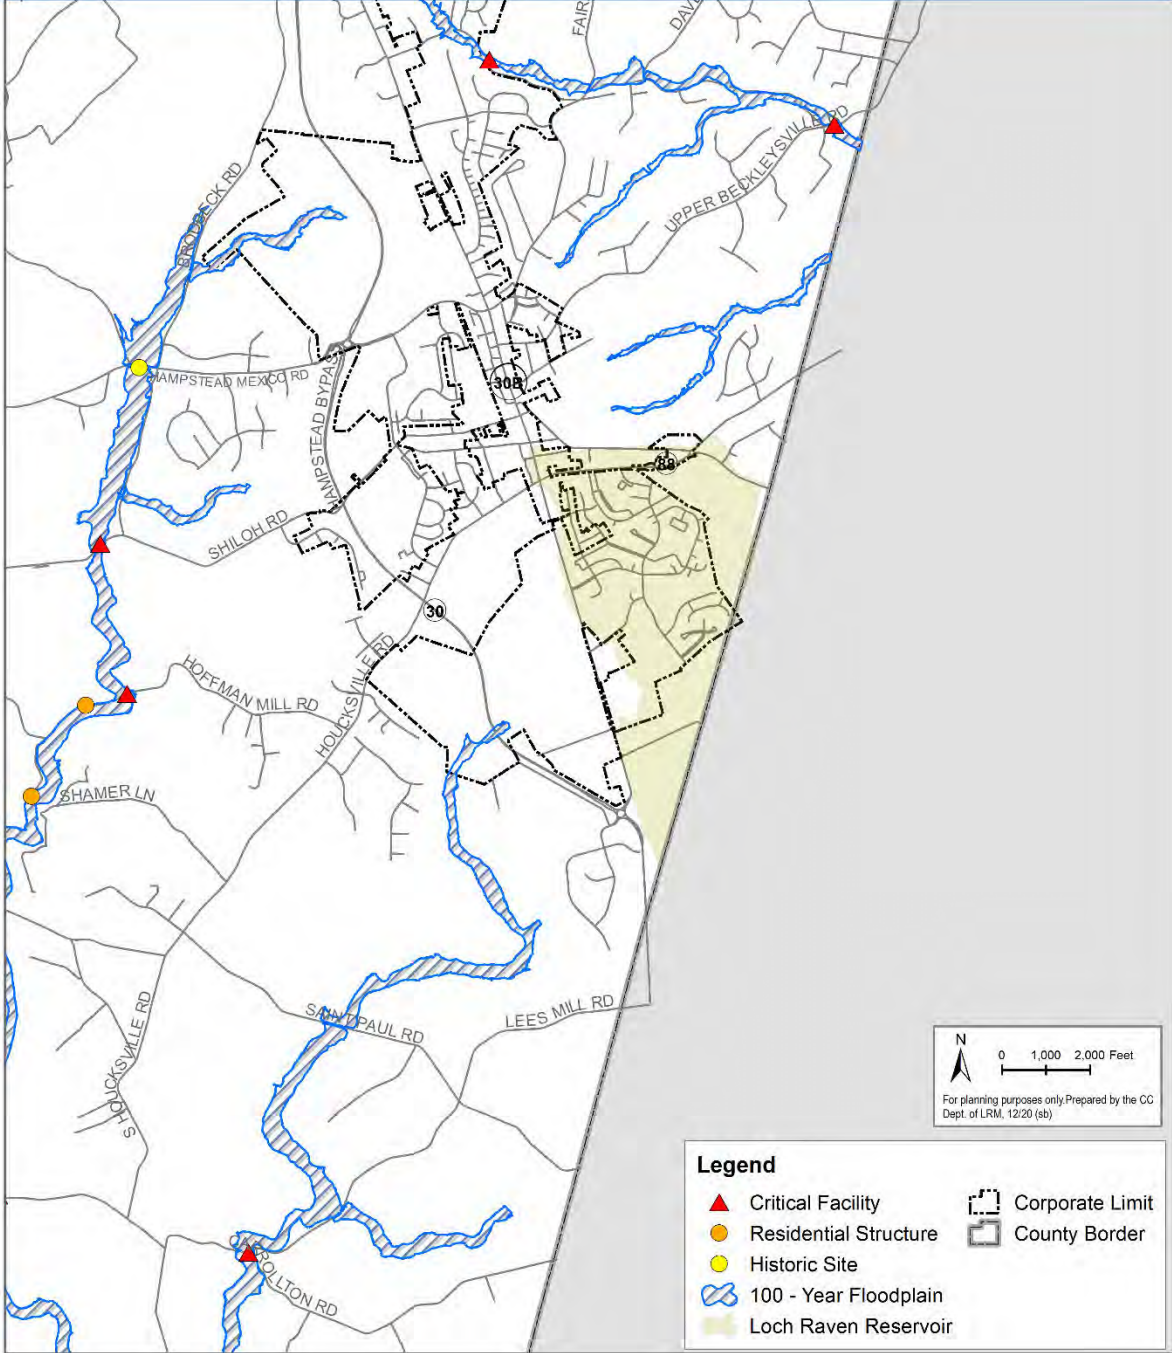 FAIR
DAV
UPPER BECKLEYSVILLE RD
BRODBECK RD
HAMPSTEAD MEXICO RD
HAMPSTEAD BYPAS
30B
88
SHILOH RD
30
HOUCKSVILLE RD
HOFFMAN MILL RD
SHAMER LN
SAINT PAUL RD
LEES MILL RD
S HOUCKSVILLE RD
CARROLLTON RD
N
0 1,000 2,000 Feet
For planning purposes only.Prepared by the CC
Dept. of LRM, 12/20 (sb)
Legend
Critical Facility
Residential Structure
Historic Site
100 - Year Floodplain
Loch Raven Reservoir
Corporate Limit
County Border